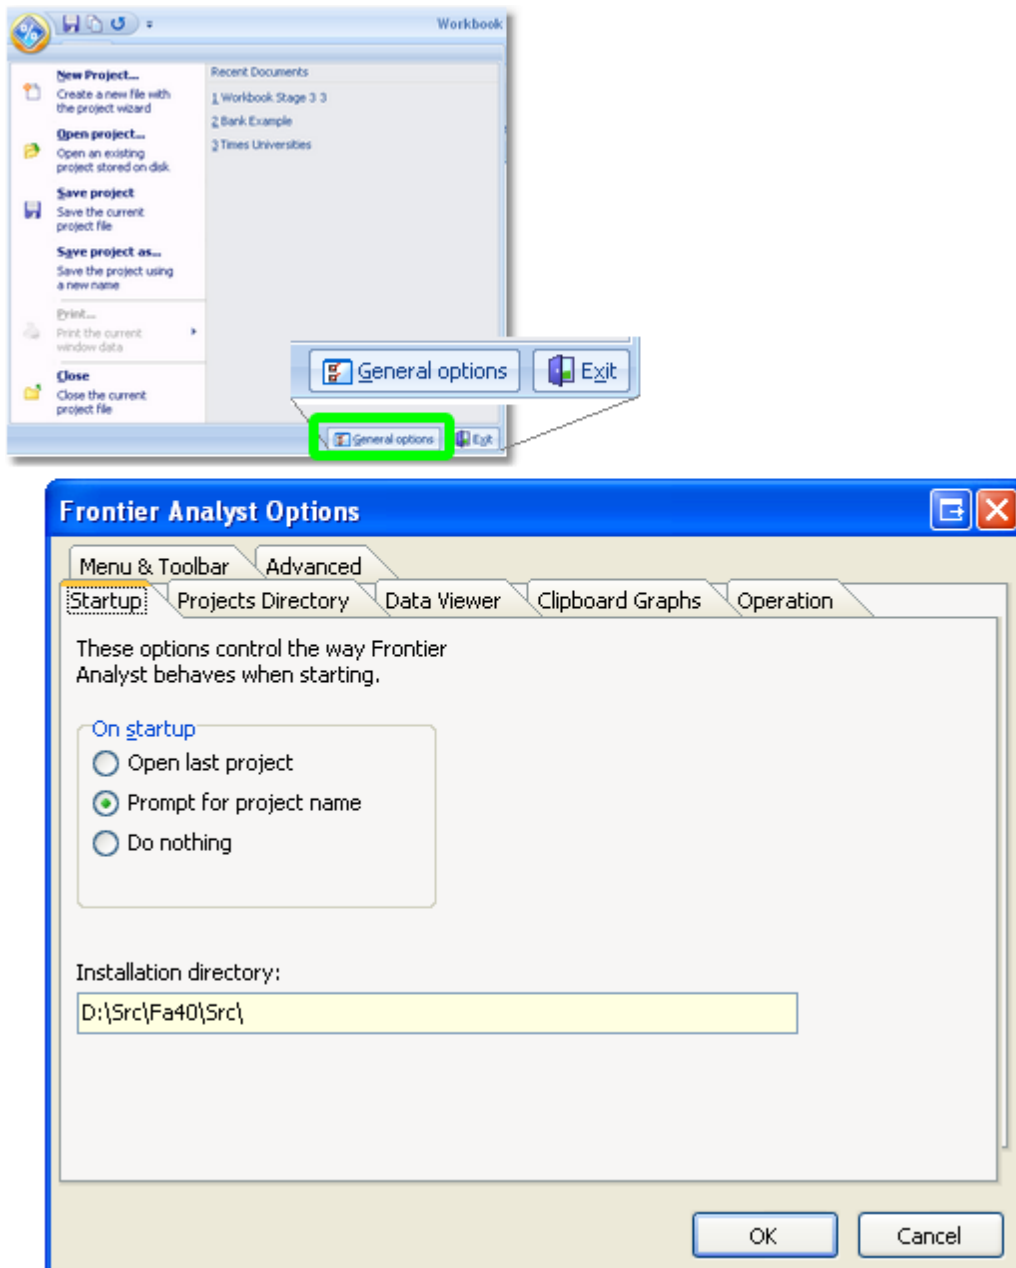 Workbook
New Project...
Create a new file with
the project wizard
Open project...
Open an existing
project stored on disk
Save project
Save the current
project file
Save project as...
Save the project using
a new name
Print...
Print the current
window data
Close
Close the current
project file
Recent Documents
1 Workbook Stage 3 3
2 Bank Example
3 Times Universities
General options
Exit
General options
Exit
Frontier Analyst Options
Menu & Toolbar
Advanced
Startup
Projects Directory
Data Viewer
Clipboard Graphs
Operation
These options control the way Frontier
Analyst behaves when starting.
On startup
Open last project
Prompt for project name
Do nothing
Installation directory:
D:\Src\Fa40\Src\
OK
Cancel